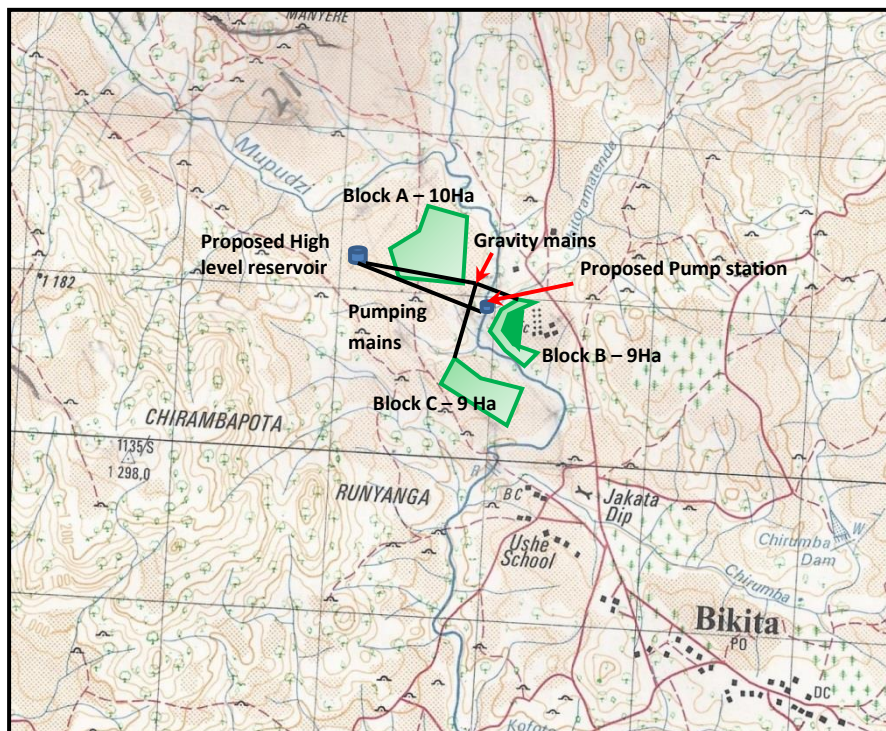 MANYERE
21
12
Mupudzi
Block A – 10Ha
Proposed High
level reservoir
Gravity mains
Proposed Pump station
1 182
Pumping
mains
Block B – 9Ha
Block C – 9 Ha
CHIRAMBAPOTA
1135/S
1 298,0
RUNYANGA
BC
Jakata
Dip
Ushe
School
W
Chirumba
Dam
Chirumba
Bikita
PO
DC